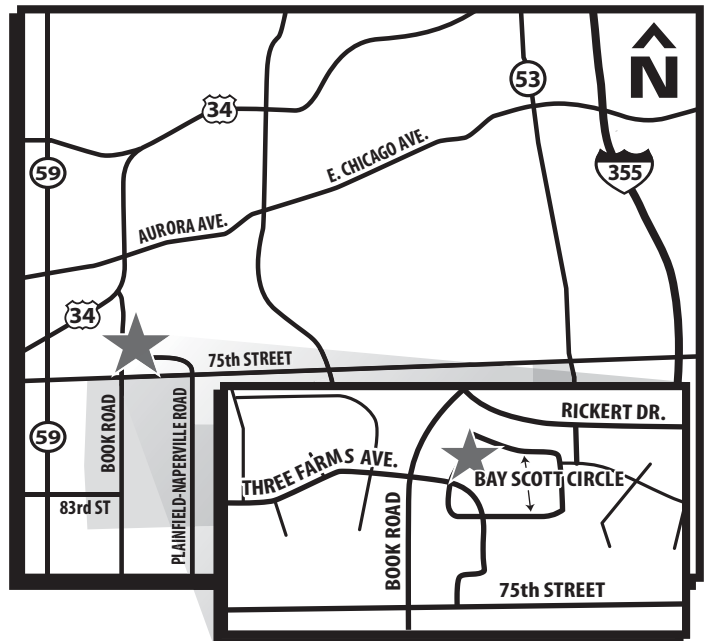 N
53
34
355
59
E. CHICAGO AVE.
AURORA AVE.
34
75th STREET
59
BOOK ROAD
PLAINFIELD-NAPERVILLE ROAD
83rd ST
RICKERT DR.
THREE FARMS AVE.
BAY SCOTT CIRCLE
BOOK ROAD
75th STREET